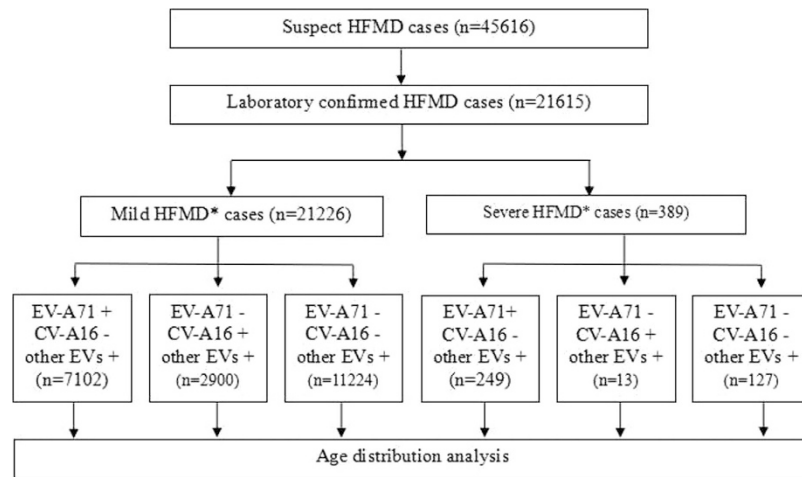 Suspect HFMD cases (n=45616)
Laboratory confirmed HFMD cases (n=21615)
Mild HFMD* cases (n=21226)
Severe HFMD* cases (n=389)
EV-A71 +
CV-A16 -
other EVs +
(n=7102)
EV-A71 -
CV-A16 +
other EVs +
(n=2900)
EV-A71 -
CV-A16 -
other EVs +
(n=11224)
EV-A71+
CV-A16 -
other EVs +
(n=249)
EV-A71 -
CV-A16 +
other EVs +
(n=13)
EV-A71 -
CV-A16 -
other EVs +
(n=127)
Age distribution analysis